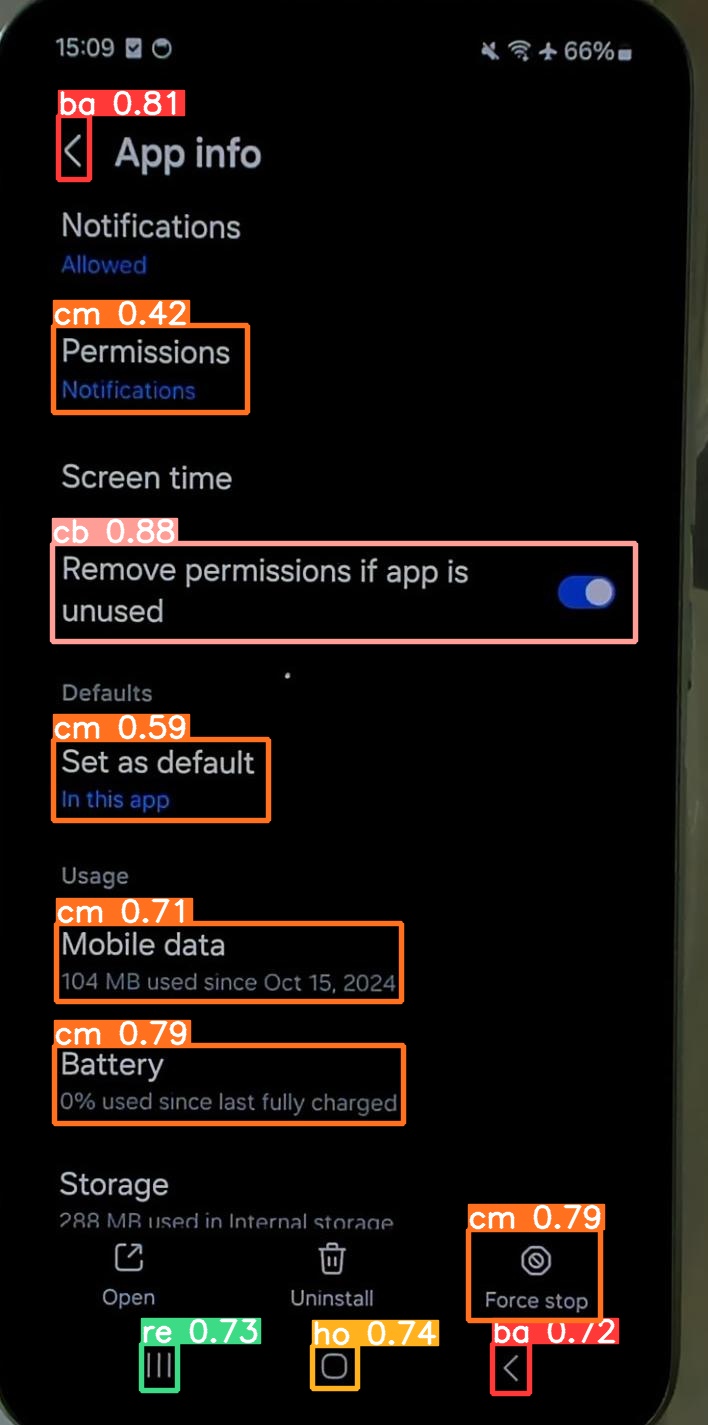 15:09 66%
ba 0.81
App info
Notifications
Allowed
cm 0.42
Permissions
Notifications
Screen time
cb 0.88
Remove permissions if app is
unused
Defaults
cm 0.59
Set as default
In this app
Usage
cm 0.71
Mobile data
104 MB used since Oct 15, 2024
cm 0.79
Battery
0% used since last fully charged
Storage
288 MB used in Internal storage
cm 0.79
Open Uninstall Force stop
re 0.73 ho 0.74 ba 0.72